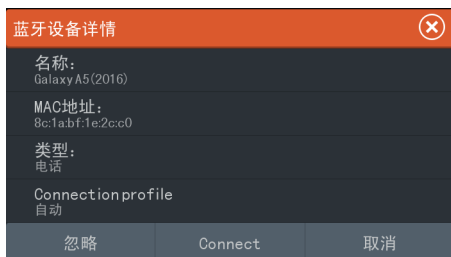 蓝牙设备详情
名称：
Galaxy A5(2016)
MAC地址：
8c:1a:bf:1e:2c:c0
类型：
电话
Connection profile
自动
忽略 Connect 取消